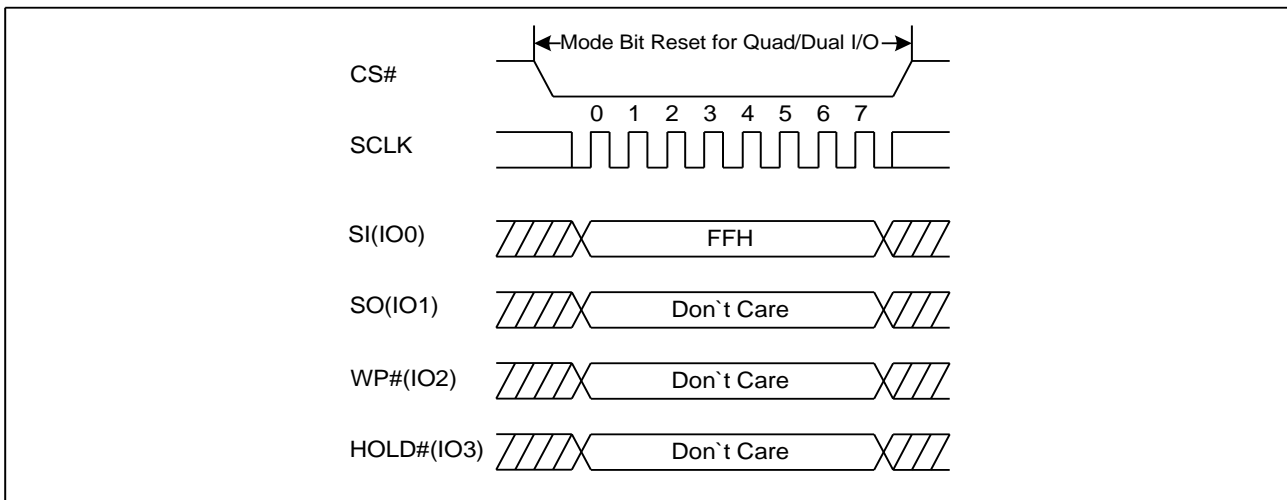 Mode Bit Reset for Quad/Dual I/O
CS#
0 1 2 3 4 5 6 7
SCLK
SI(IO0) FFH
SO(IO1) Don`t Care
WP#(IO2) Don`t Care
HOLD#(IO3) Don`t Care